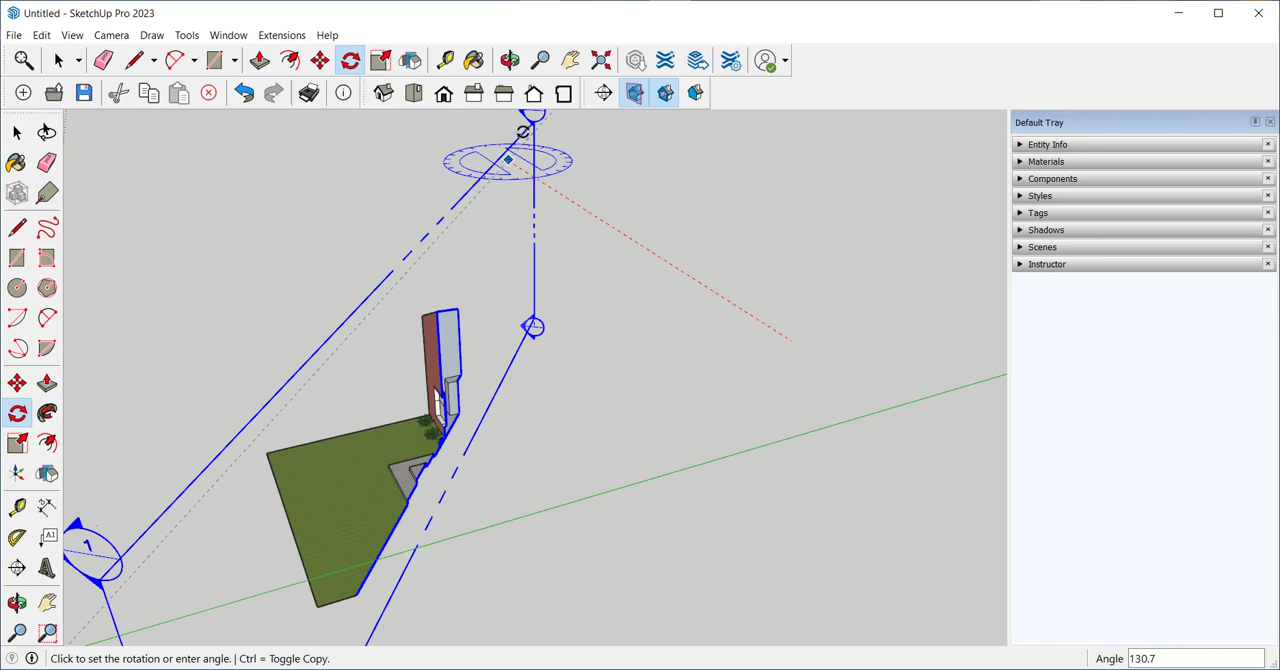 Untitled - SketchUp Pro 2023
File Edit View Camera Draw Tools Window Extensions Help
Default Tray
Entity Info
Materials
Components
Styles
Tags
Shadows
Scenes
Instructor
A1
1
Click to set the rotation or enter angle. | Ctrl = Toggle Copy.
Angle 130.7